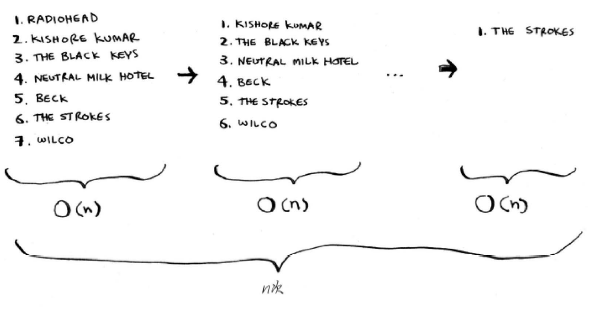 1. RADIOHEAD
2. KISHORE KUMAR
3. THE BLACK KEYS
4. NEUTRAL MILK HOTEL
5. BECK
6. THE STROKES
7. WILCO
1. KISHORE KUMAR
2. THE BLACK KEYS
3. NEUTRAL MILK HOTEL
4. BECK
5. THE STROKES
6. WILCO
...
1. THE STROKES
O(n)
O(n)
O(n)